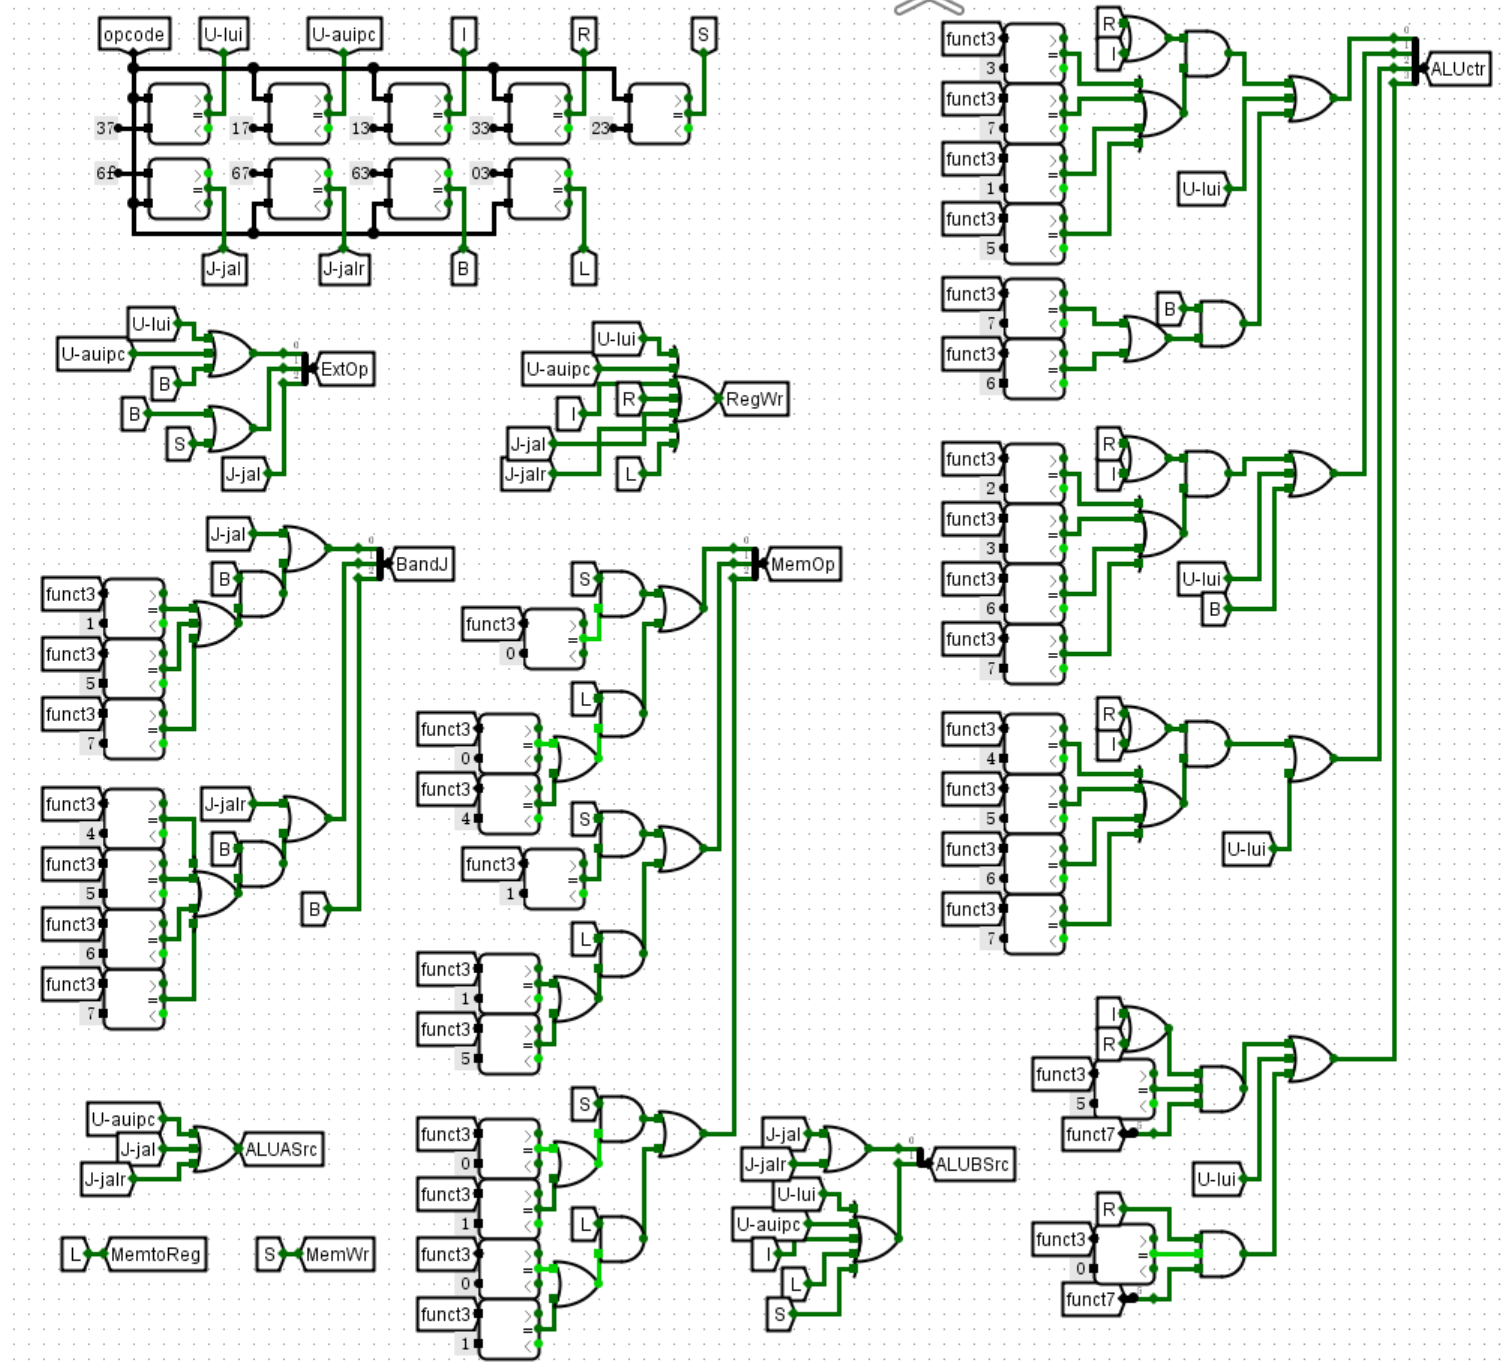 opcode U-lui U-auipc I R S
37 17 13 33 23
6f 67 63 03
J-jal J-jalr B L
U-lui
U-auipc
B
B
S
J-jal
ExtOp
U-lui
U-auipc
R
I
J-jal
J-jalr
L
RegWr
J-jal
B
funct3
1
funct3
5
funct3
7
BandJ
funct3
4
funct3
5
funct3
6
funct3
7
J-jalr
B
B
S
funct3
0
L
funct3
0
funct3
4
S
funct3
1
L
funct3
1
funct3
5
S
funct3
0
funct3
1
L
funct3
0
funct3
1
MemOp
U-auipc
J-jal
J-jalr
ALUASrc
L MemtoReg
S MemWr
J-jal
J-jalr
U-lui
U-auipc
I
L
S
ALUBSrc
funct3
3
funct3
7
funct3
1
funct3
5
R
I
U-lui
ALUctr
funct3
7
funct3
6
B
funct3
2
funct3
3
funct3
6
funct3
7
R
I
U-lui
B
funct3
4
funct3
5
funct3
6
funct3
7
R
I
U-lui
I
R
funct3
5
funct7
U-lui
R
funct3
0
funct7